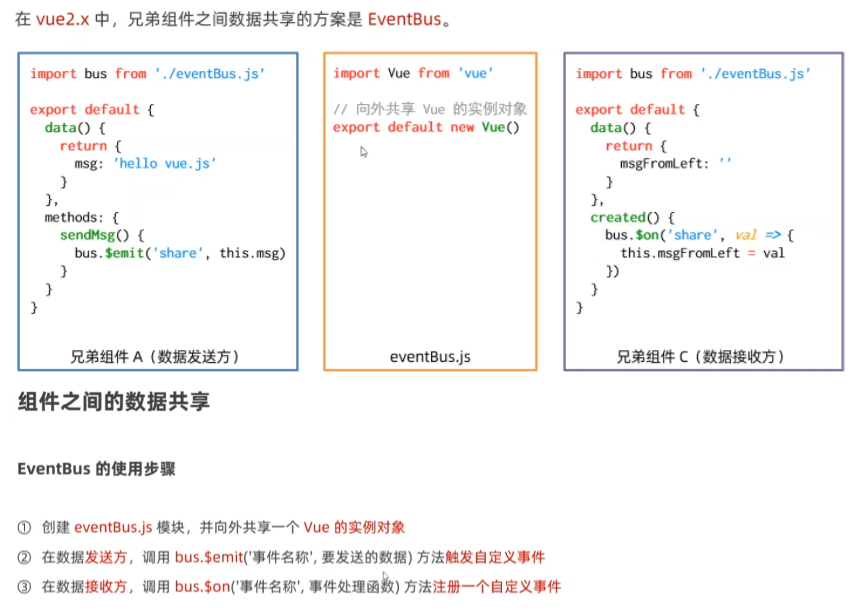 在 vue2.x 中，兄弟组件之间数据共享的方案是 EventBus。
import bus from './eventBus.js'
export default {
data() {
return {
msg: 'hello vue.js'
}
},
methods: {
sendMsg() {
bus.$emit('share', this.msg)
}
}
}
兄弟组件 A（数据发送方）
import Vue from 'vue'
// 向外共享 Vue 的实例对象
export default new Vue()
eventBus.js
import bus from './eventBus.js'
export default {
data() {
return {
msgFromLeft: ''
}
},
created() {
bus.$on('share', val => {
this.msgFromLeft = val
})
}
}
兄弟组件 C（数据接收方）
组件之间的数据共享
EventBus 的使用步骤
① 创建 eventBus.js 模块，并向外共享一个 Vue 的实例对象
② 在数据发送方，调用 bus.$emit('事件名称', 要发送的数据) 方法触发自定义事件
③ 在数据接收方，调用 bus.$on('事件名称', 事件处理函数) 方法注册一个自定义事件